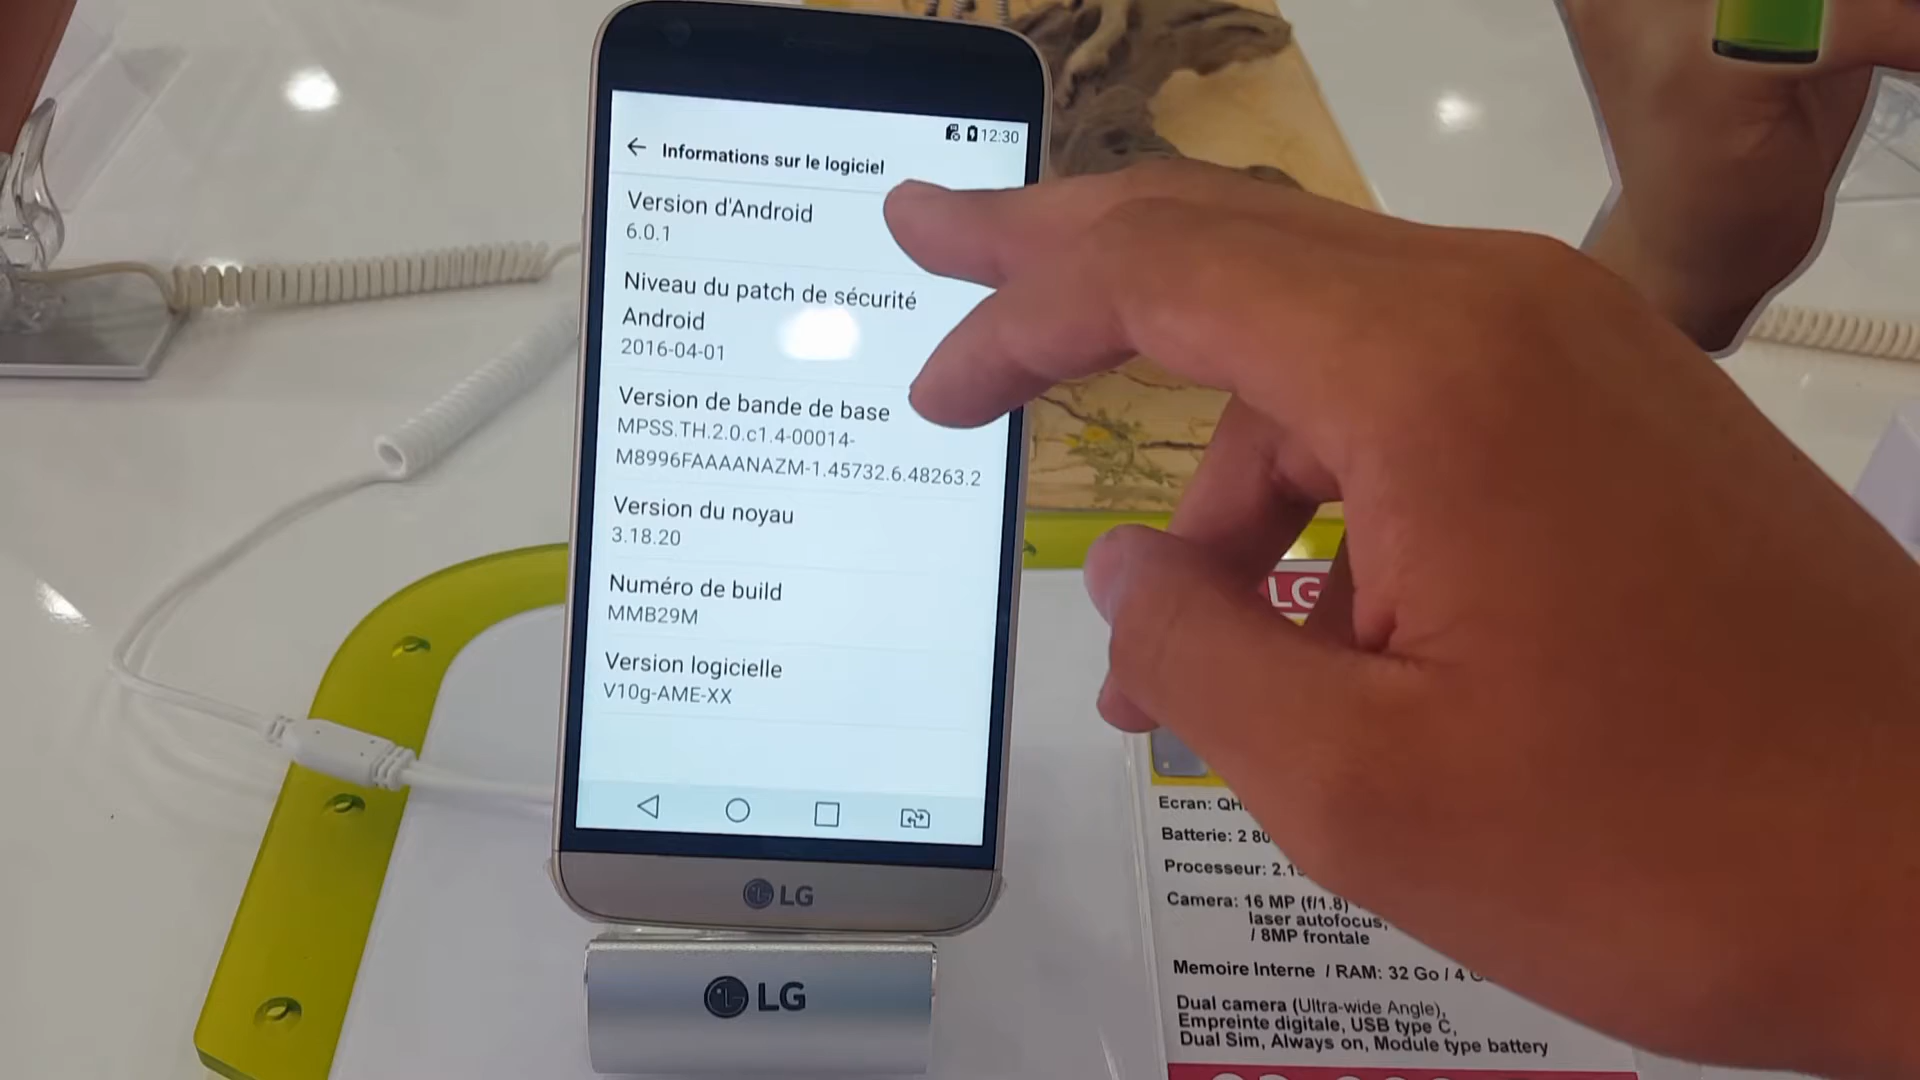 12:30
Informations sur le logiciel
Version d'Android
6.0.1
Niveau du patch de sécurité
Android
2016-04-01
Version de bande de base
MPSS.TH.2.0.c1.4-00014-
M8996FAAAANAZM-1.45732.6.48263.2
Version du noyau
3.18.20
Numéro de build
MMB29M
Version logicielle
V10g-AME-XX
LG
LG
LG
Ecran:
Batterie: 2
Processeur:
Camera: 16 MP (f/1.8)
laser autofocus,
/ 8MP frontale
Memoire Interne / RAM: 32 Go / 4
Dual camera (Ultra-wide Angle),
Empreinte digitale, USB type C,
Dual Sim, Always on, Module type battery